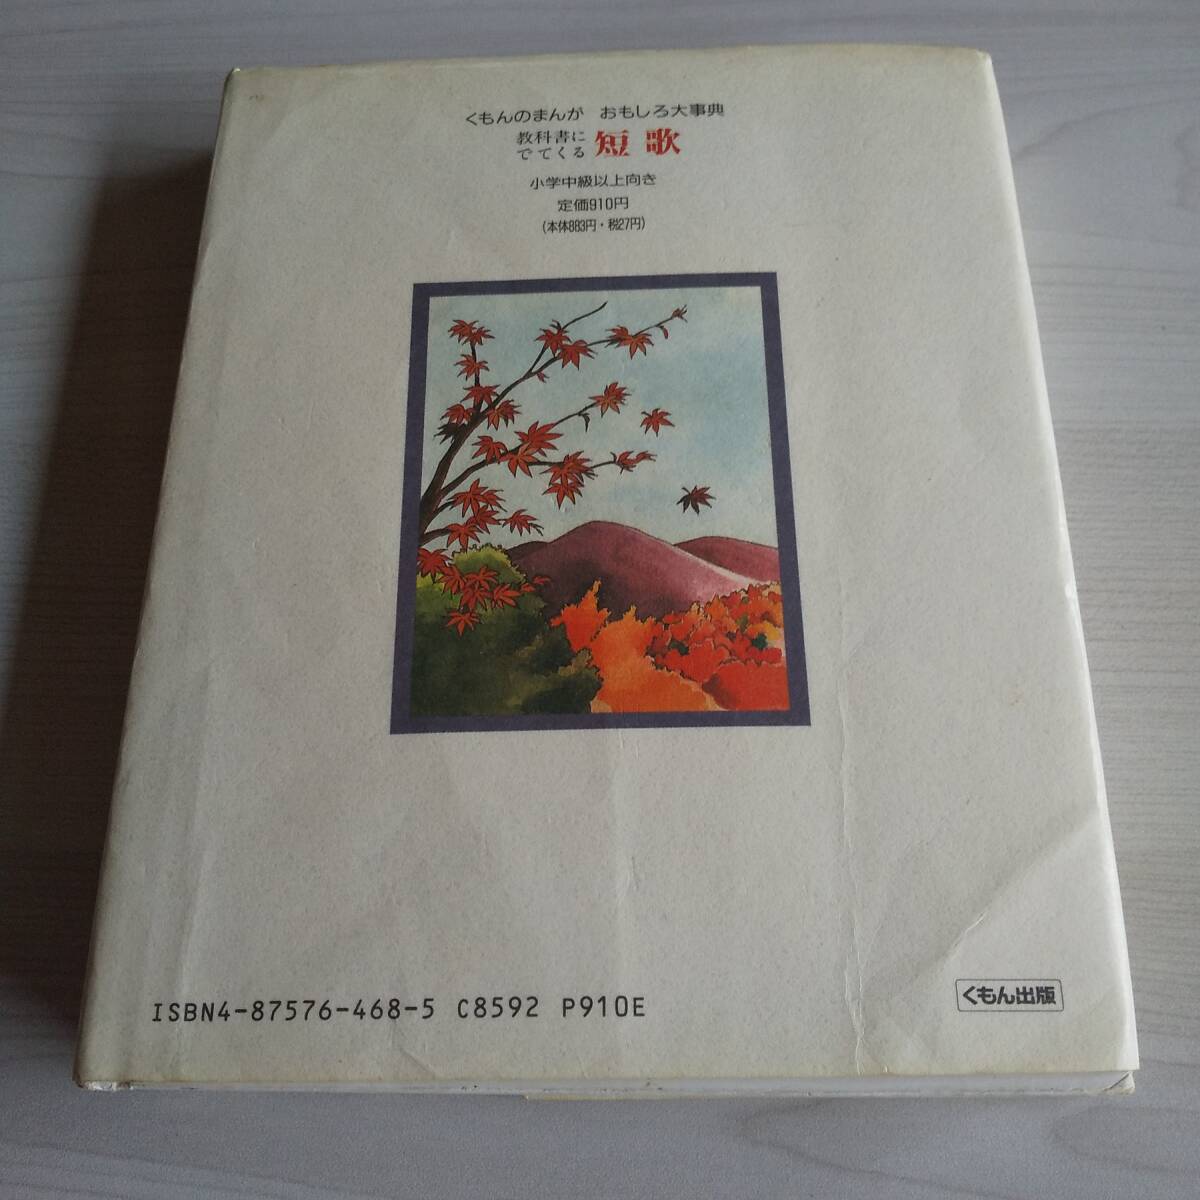 くもんのまんが おもしろ大事典
教科書に
でてくる 短歌
小学中級以上向き
定価910円
(本体883円・税27円)
ISBN4-87576-468-5 C8592 P910E
くもん出版